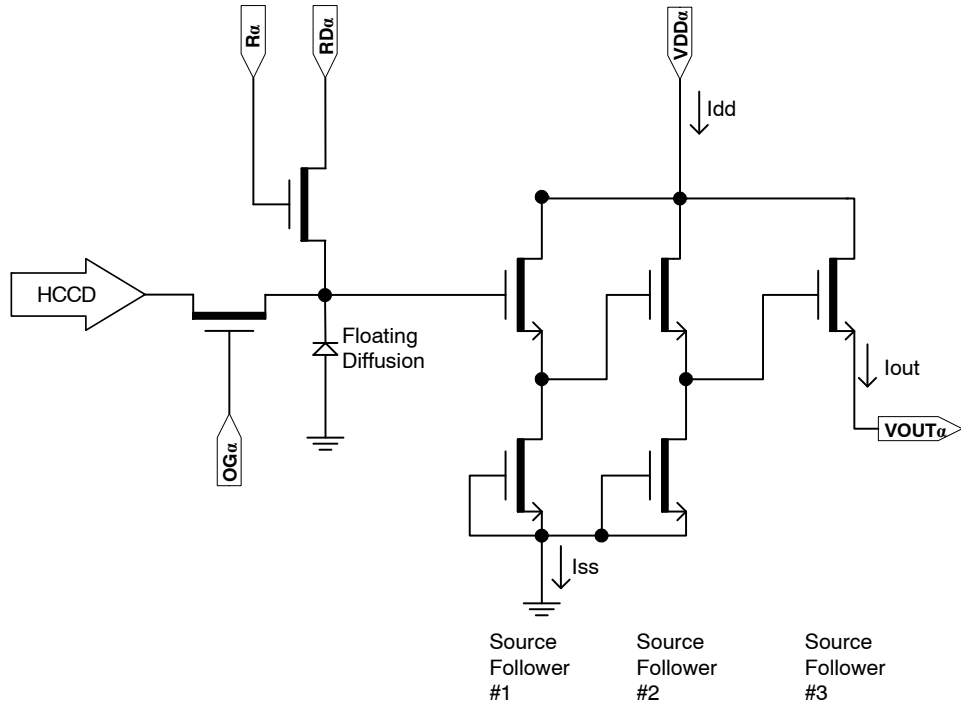 Rα
RDα
VDDα
Idd
HCCD
Floating
Diffusion
Iout
VOUTα
OGα
Iss
Source
Follower
#1
Source
Follower
#2
Source
Follower
#3